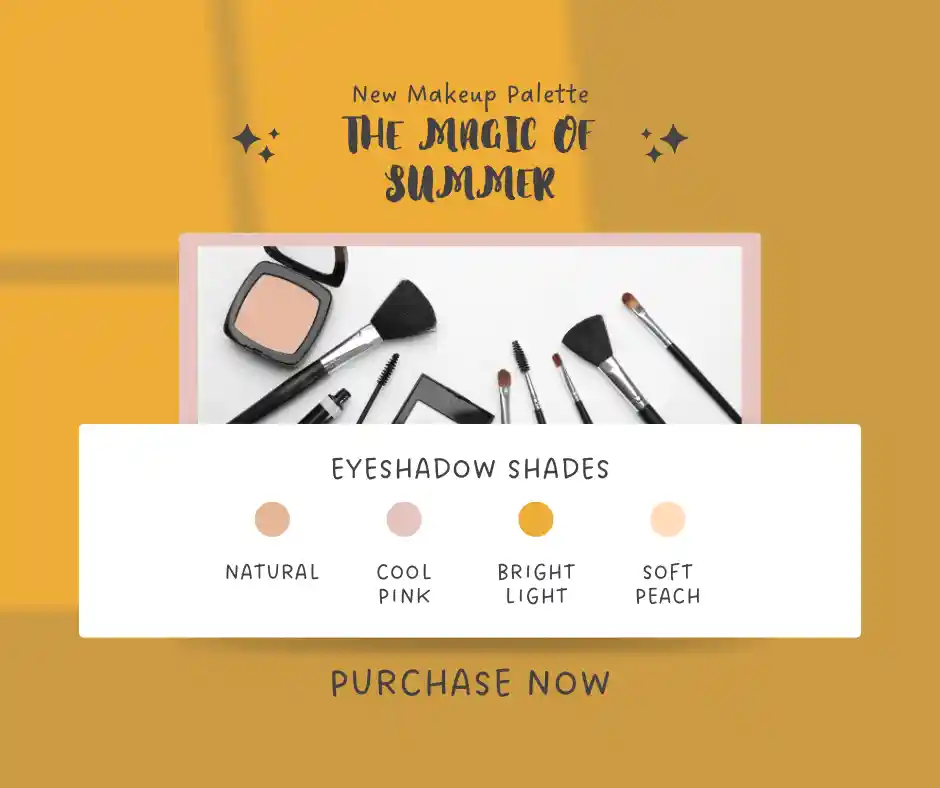 New Makeup Palette
THE MAGIC OF
SUMMER
EYESHADOW SHADES
NATURAL
COOL
PINK
BRIGHT
LIGHT
SOFT
PEACH
PURCHASE NOW